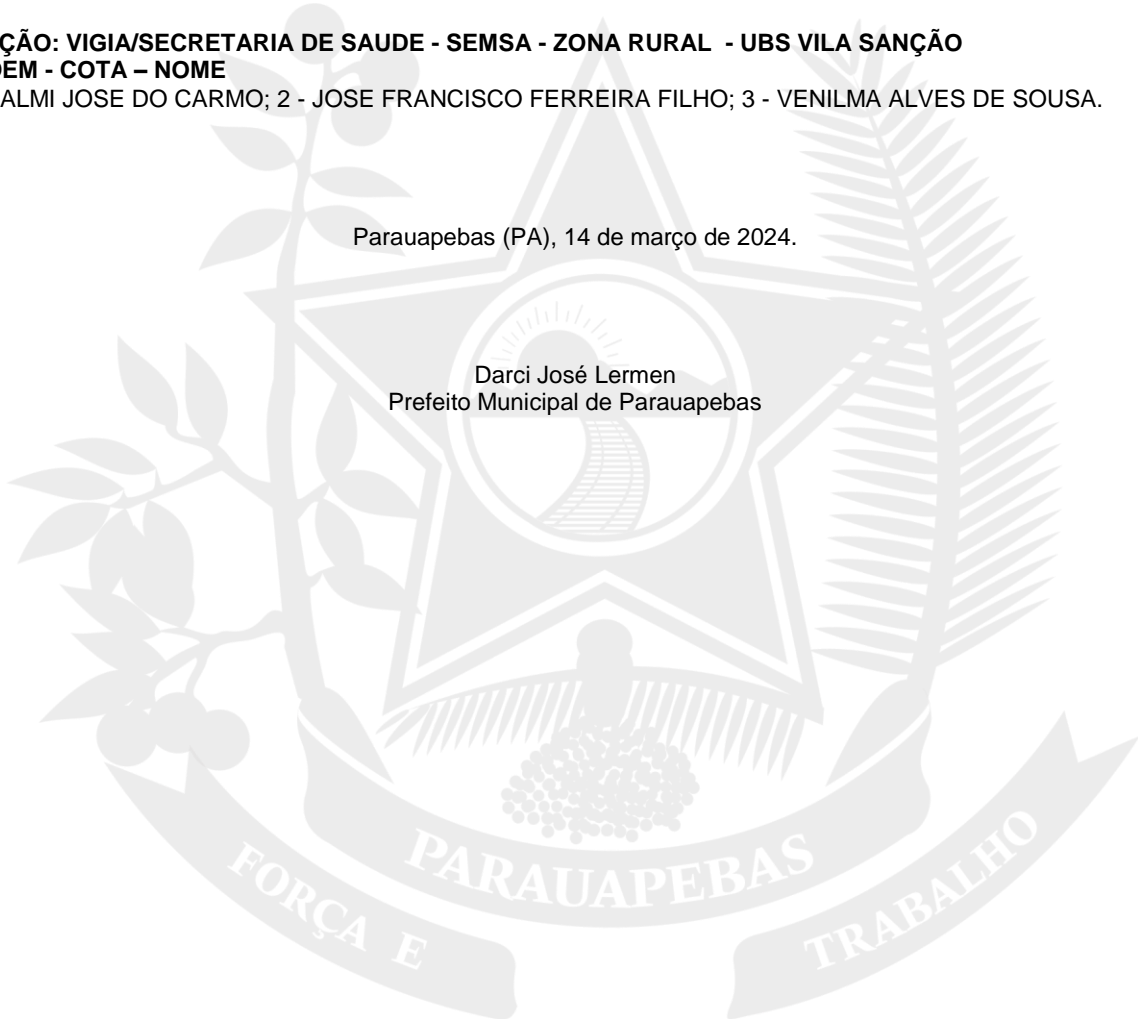 ÇÃO: VIGIA/SECRETARIA DE SAUDE - SEMSA - ZONA RURAL - UBS VILA SANÇÃO
DEM - COTA – NOME
ALMI JOSE DO CARMO; 2 - JOSE FRANCISCO FERREIRA FILHO; 3 - VENILMA ALVES DE SOUSA.
Parauapebas (PA), 14 de março de 2024.
Darci José Lermen
Prefeito Municipal de Parauapebas
PARAUAPEBAS
FORÇA E TRABALHO